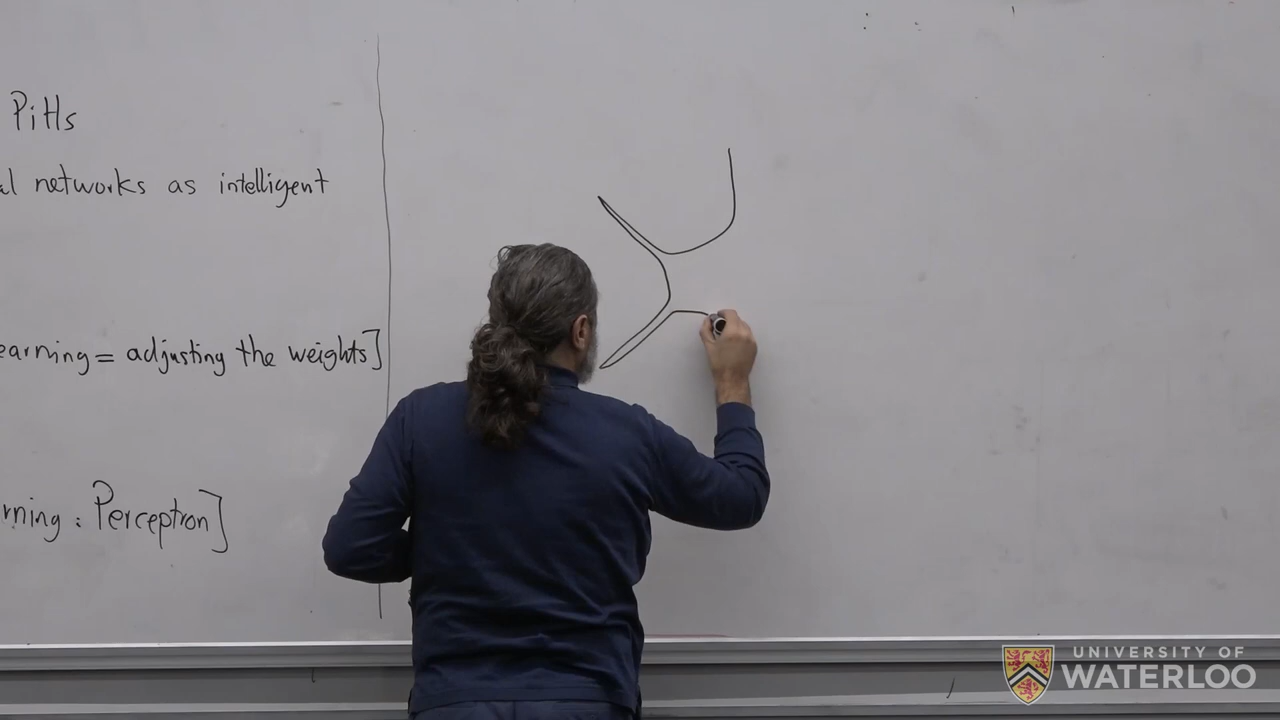 Pitts
al networks as intelligent
earning = adjusting the weights]
rning : Perceptron]
UNIVERSITY OF
WATERLOO